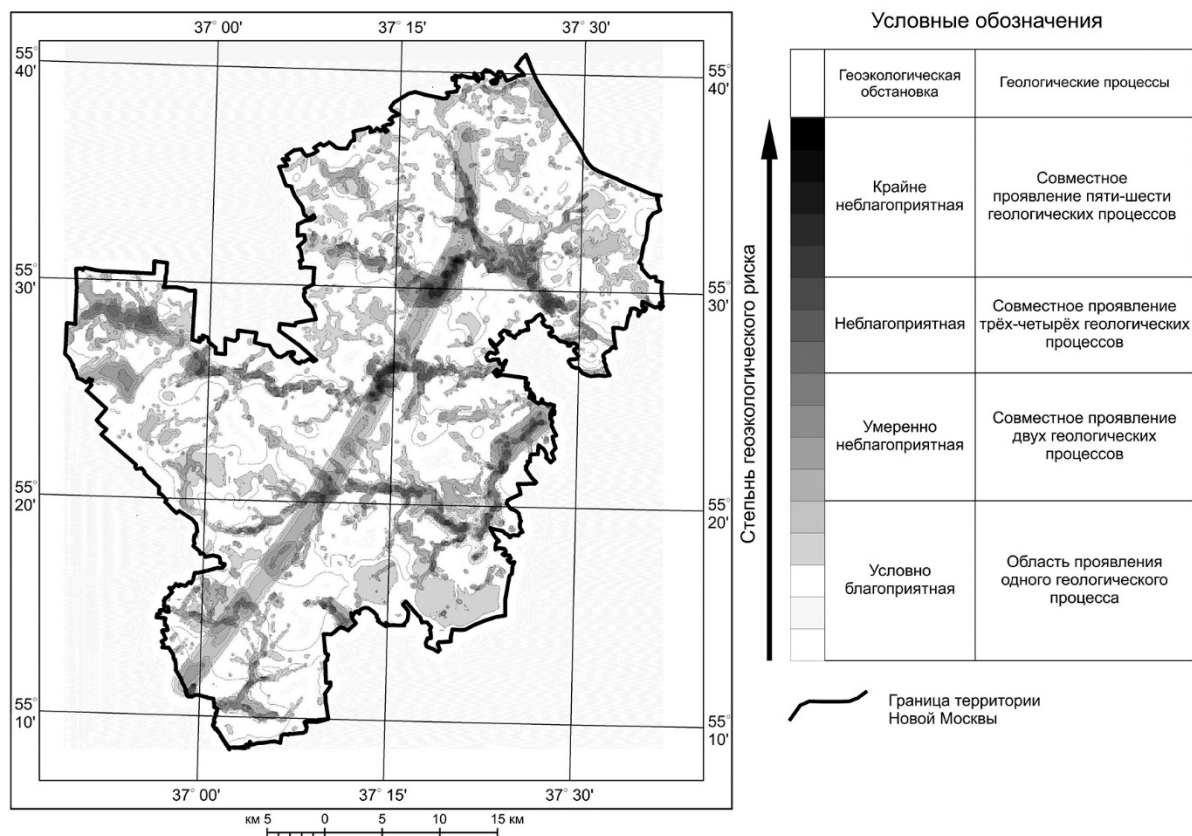 37° 00'
37° 15'
37° 30'
55°
40'
55°
40'
55°
30'
55°
30'
55°
20'
55°
20'
55°
10'
55°
10'
37° 00'
37° 15'
37° 30'
км 5 0 5 10 15 км
Условные обозначения
Геоэкологическая
обстановка
Геологические процессы
Степнь геоэкологического риска
Крайне
неблагоприятная
Совместное
проявление пяти-шести
геологических процессов
Неблагоприятная
Совместное проявление
трёх-четырёх геологических
процессов
Умеренно
неблагоприятная
Совместное проявление
двух геологических
процессов
Условно
благоприятная
Область проявления
одного геологического
процесса
Граница территории
Новой Москвы